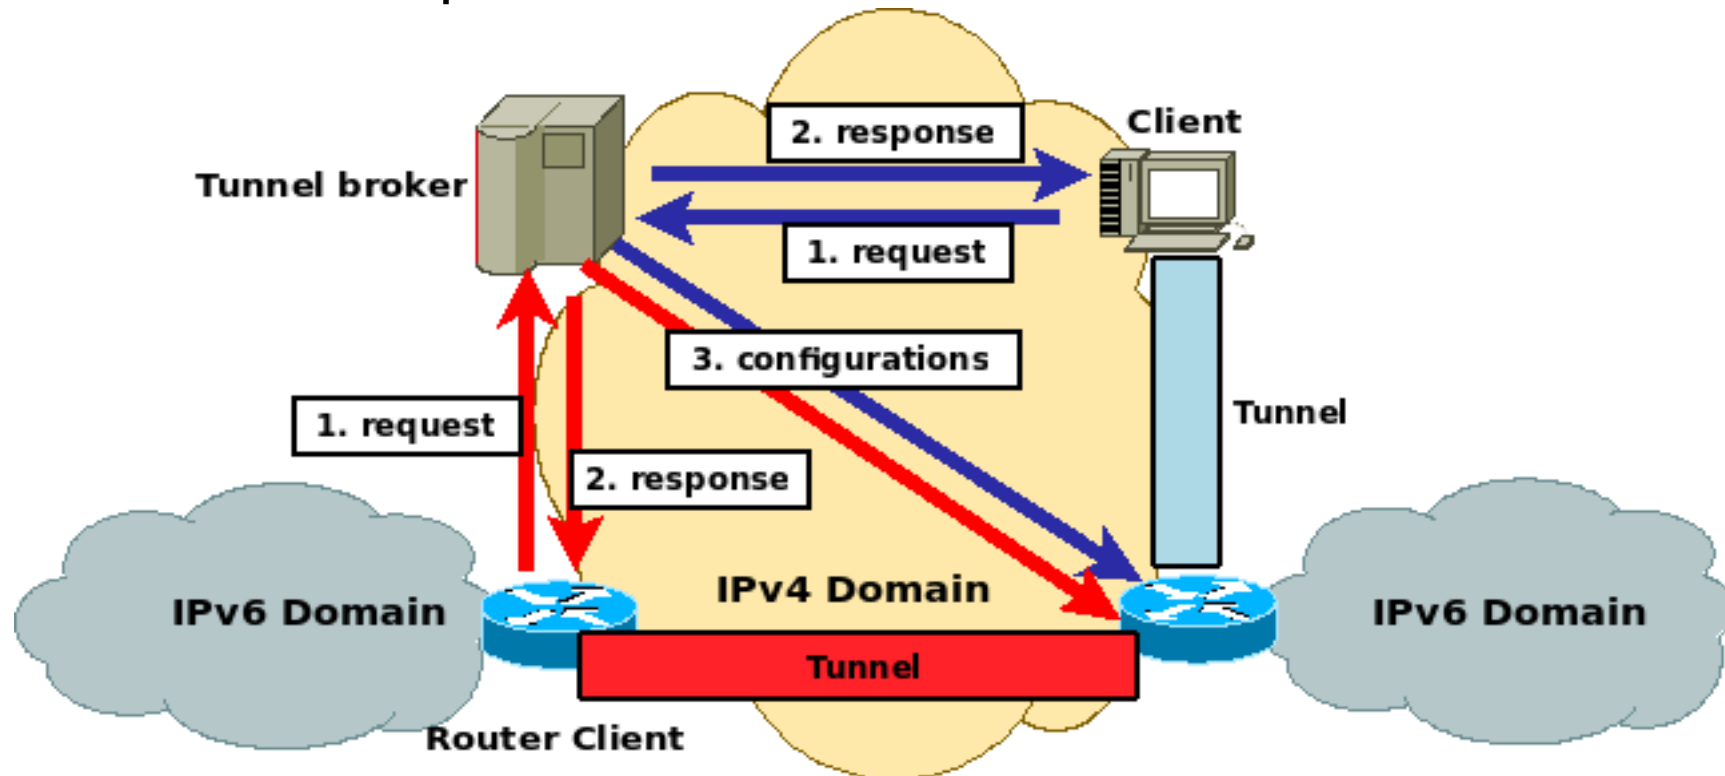 2. response
Client
Tunnel broker
1. request
3. configurations
Tunnel
1. request
2. response
IPv4 Domain
IPv6 Domain
IPv6 Domain
Tunnel
Router Client